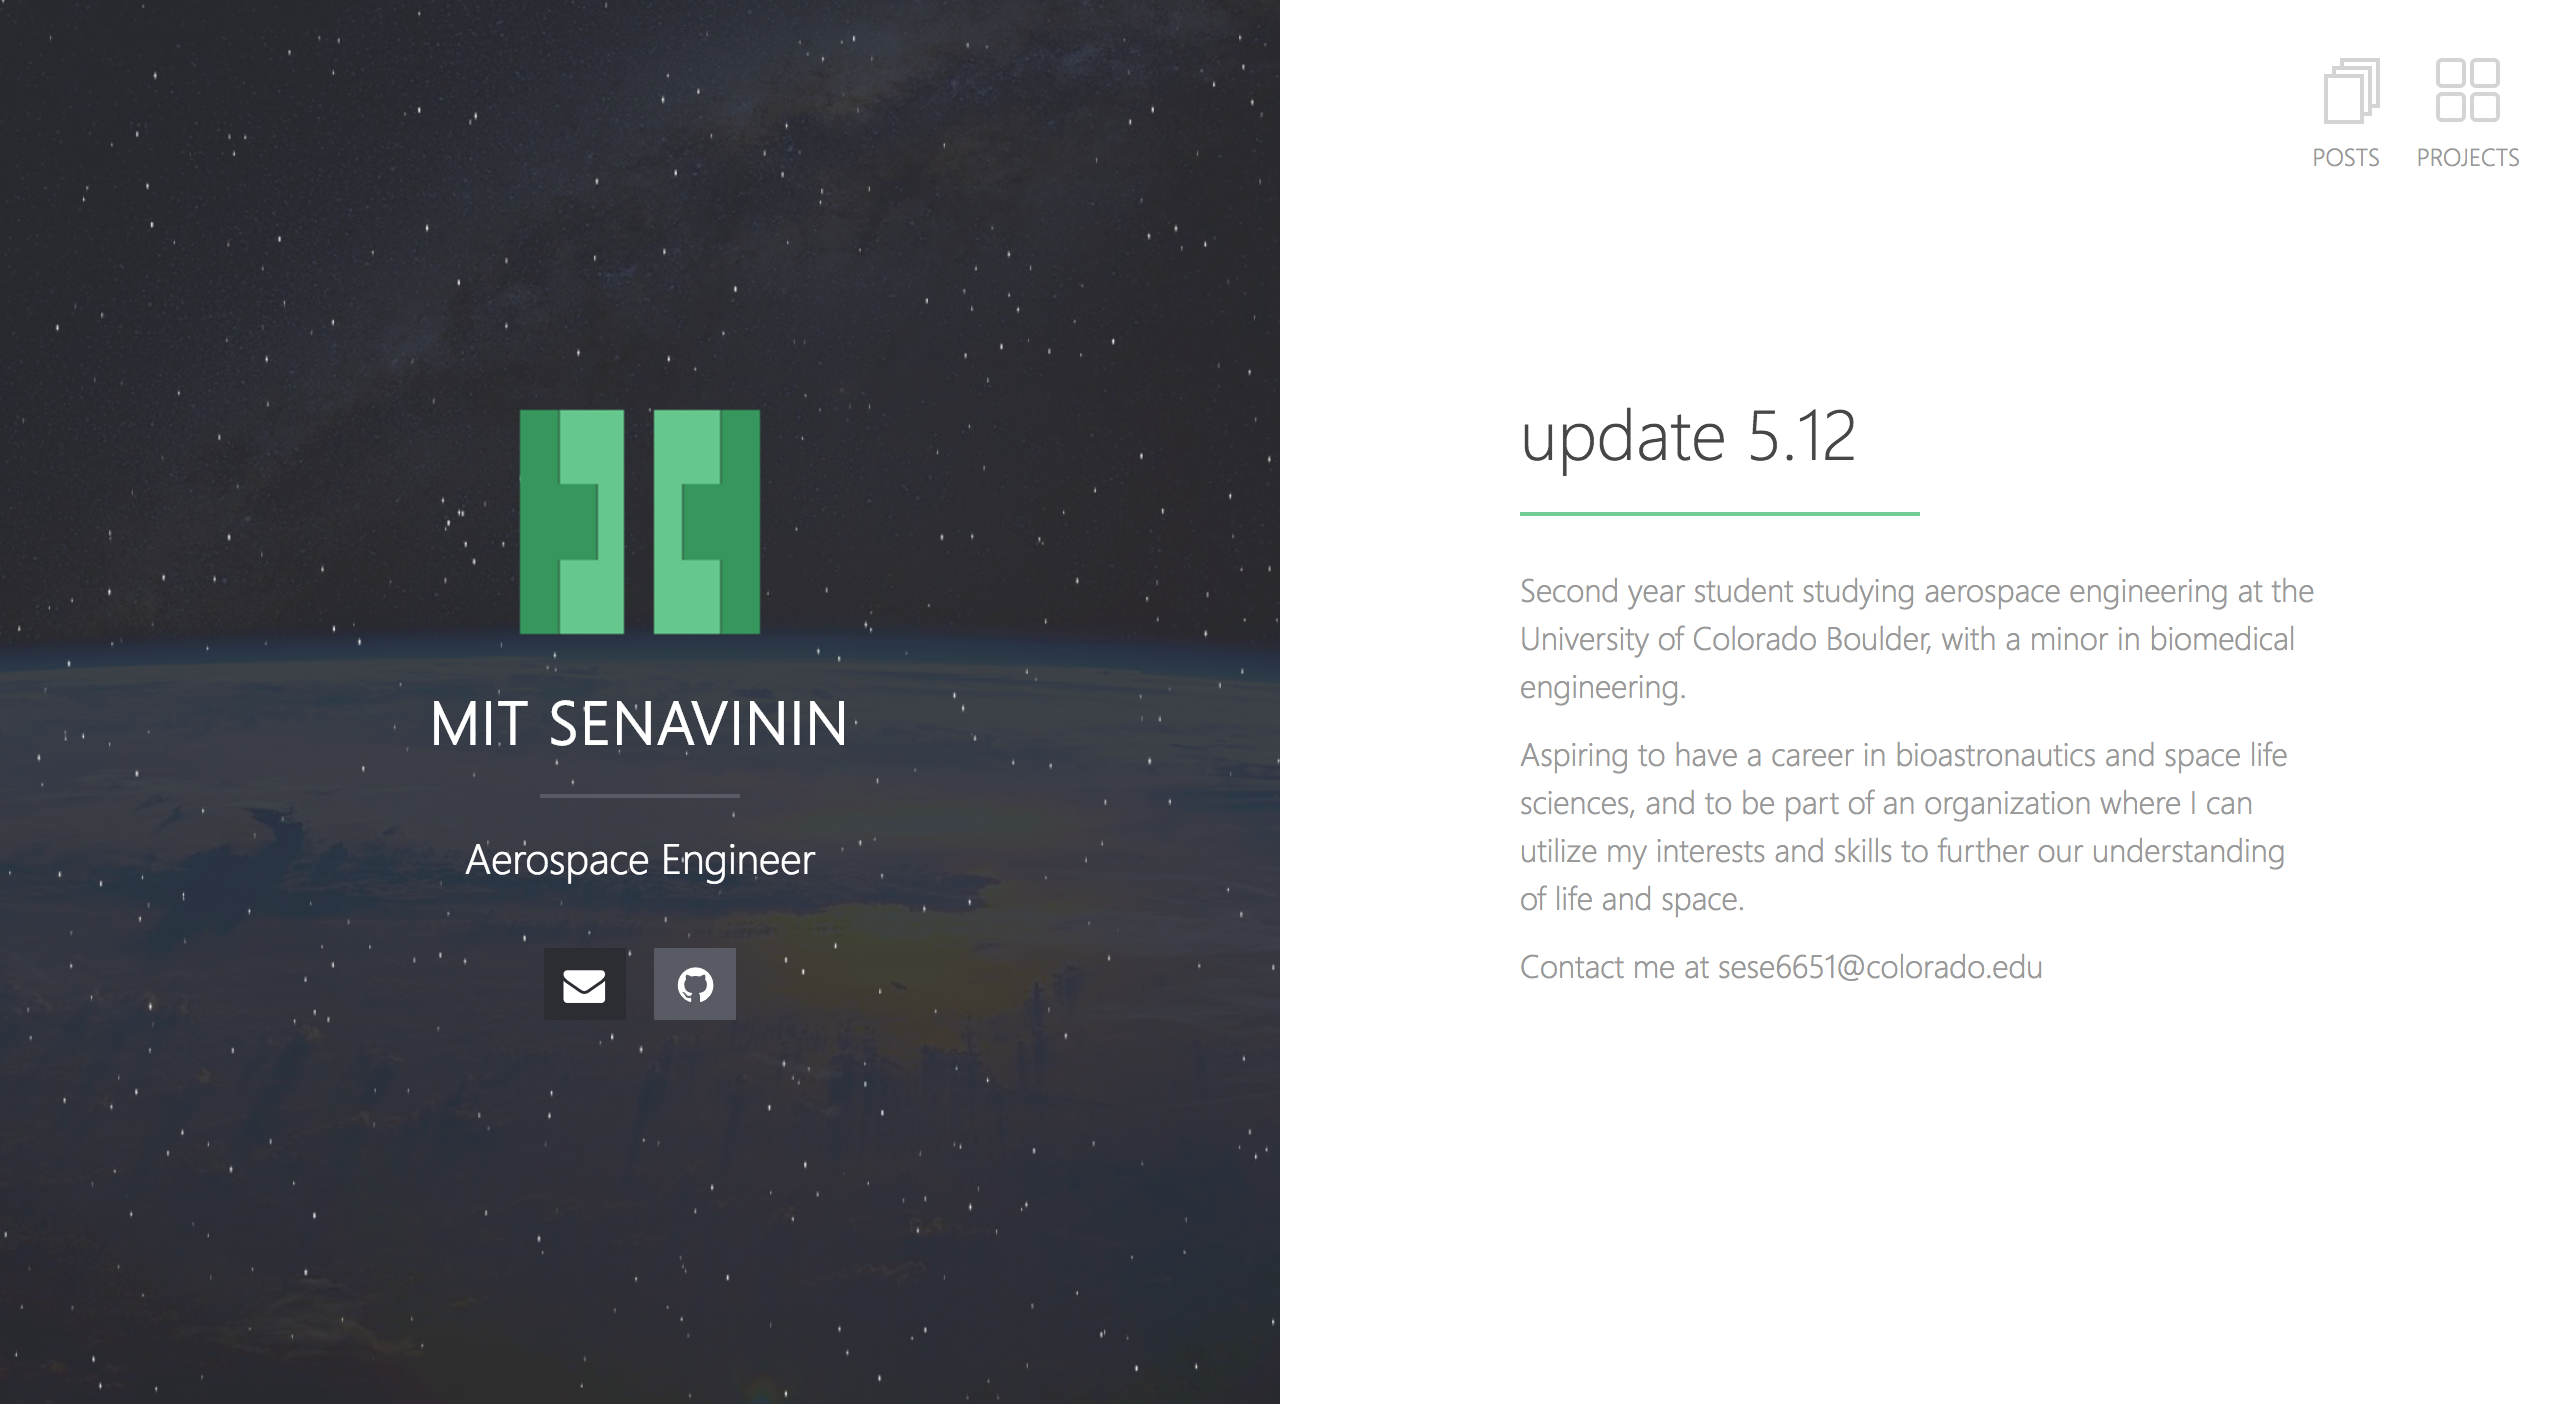 MIT SENAVININ
Aerospace Engineer
POSTS
PROJECTS
update 5.12
Second year student studying aerospace engineering at the
University of Colorado Boulder, with a minor in biomedical
engineering.
Aspiring to have a career in bioastronautics and space life
sciences, and to be part of an organization where I can
utilize my interests and skills to further our understanding
of life and space.
Contact me at sese6651@colorado.edu